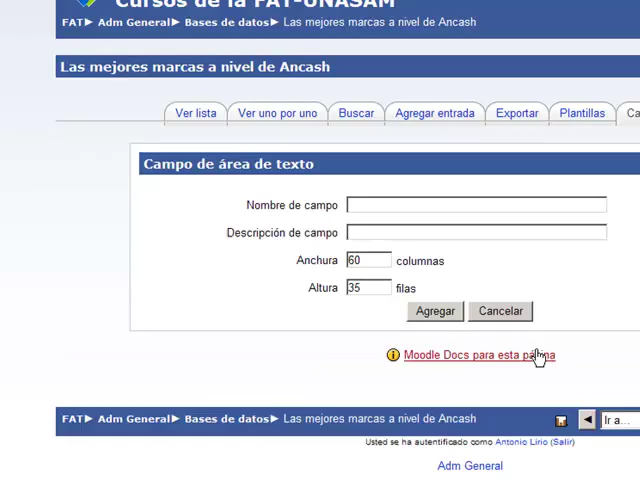 Cursos de la FAT-UNASAM
FAT► Adm General► Bases de datos► Las mejores marcas a nivel de Ancash
Las mejores marcas a nivel de Ancash
Ver lista Ver uno por uno Buscar Agregar entrada Exportar Plantillas Ca
Campo de área de texto
Nombre de campo
Descripción de campo
Anchura 60 columnas
Altura 35 filas
Agregar Cancelar
Moodle Docs para esta página
FAT► Adm General► Bases de datos► Las mejores marcas a nivel de Ancash Ir a...
Usted se ha autentificado como Antonio Lirio (Salir)
Adm General